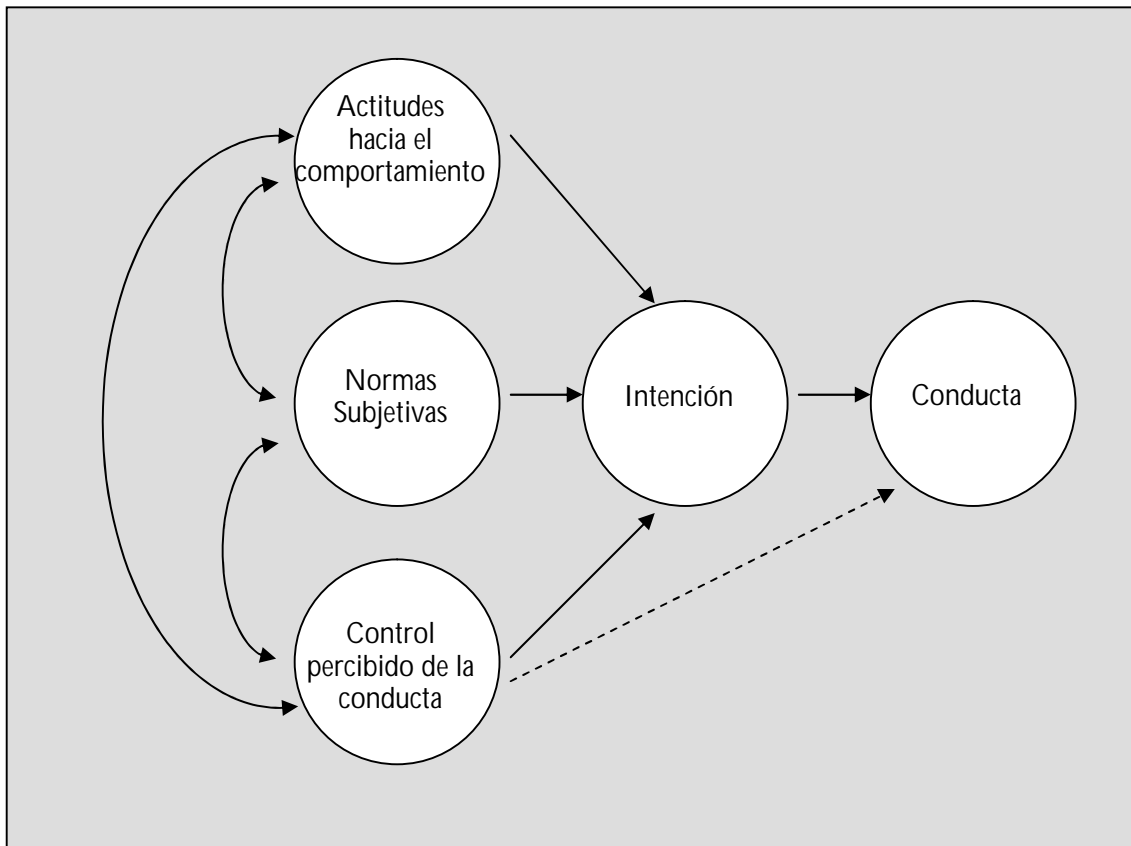 Actitudes
hacia el
comportamiento
Normas
Subjetivas
Intención
Conducta
Control
percibido de la
conducta